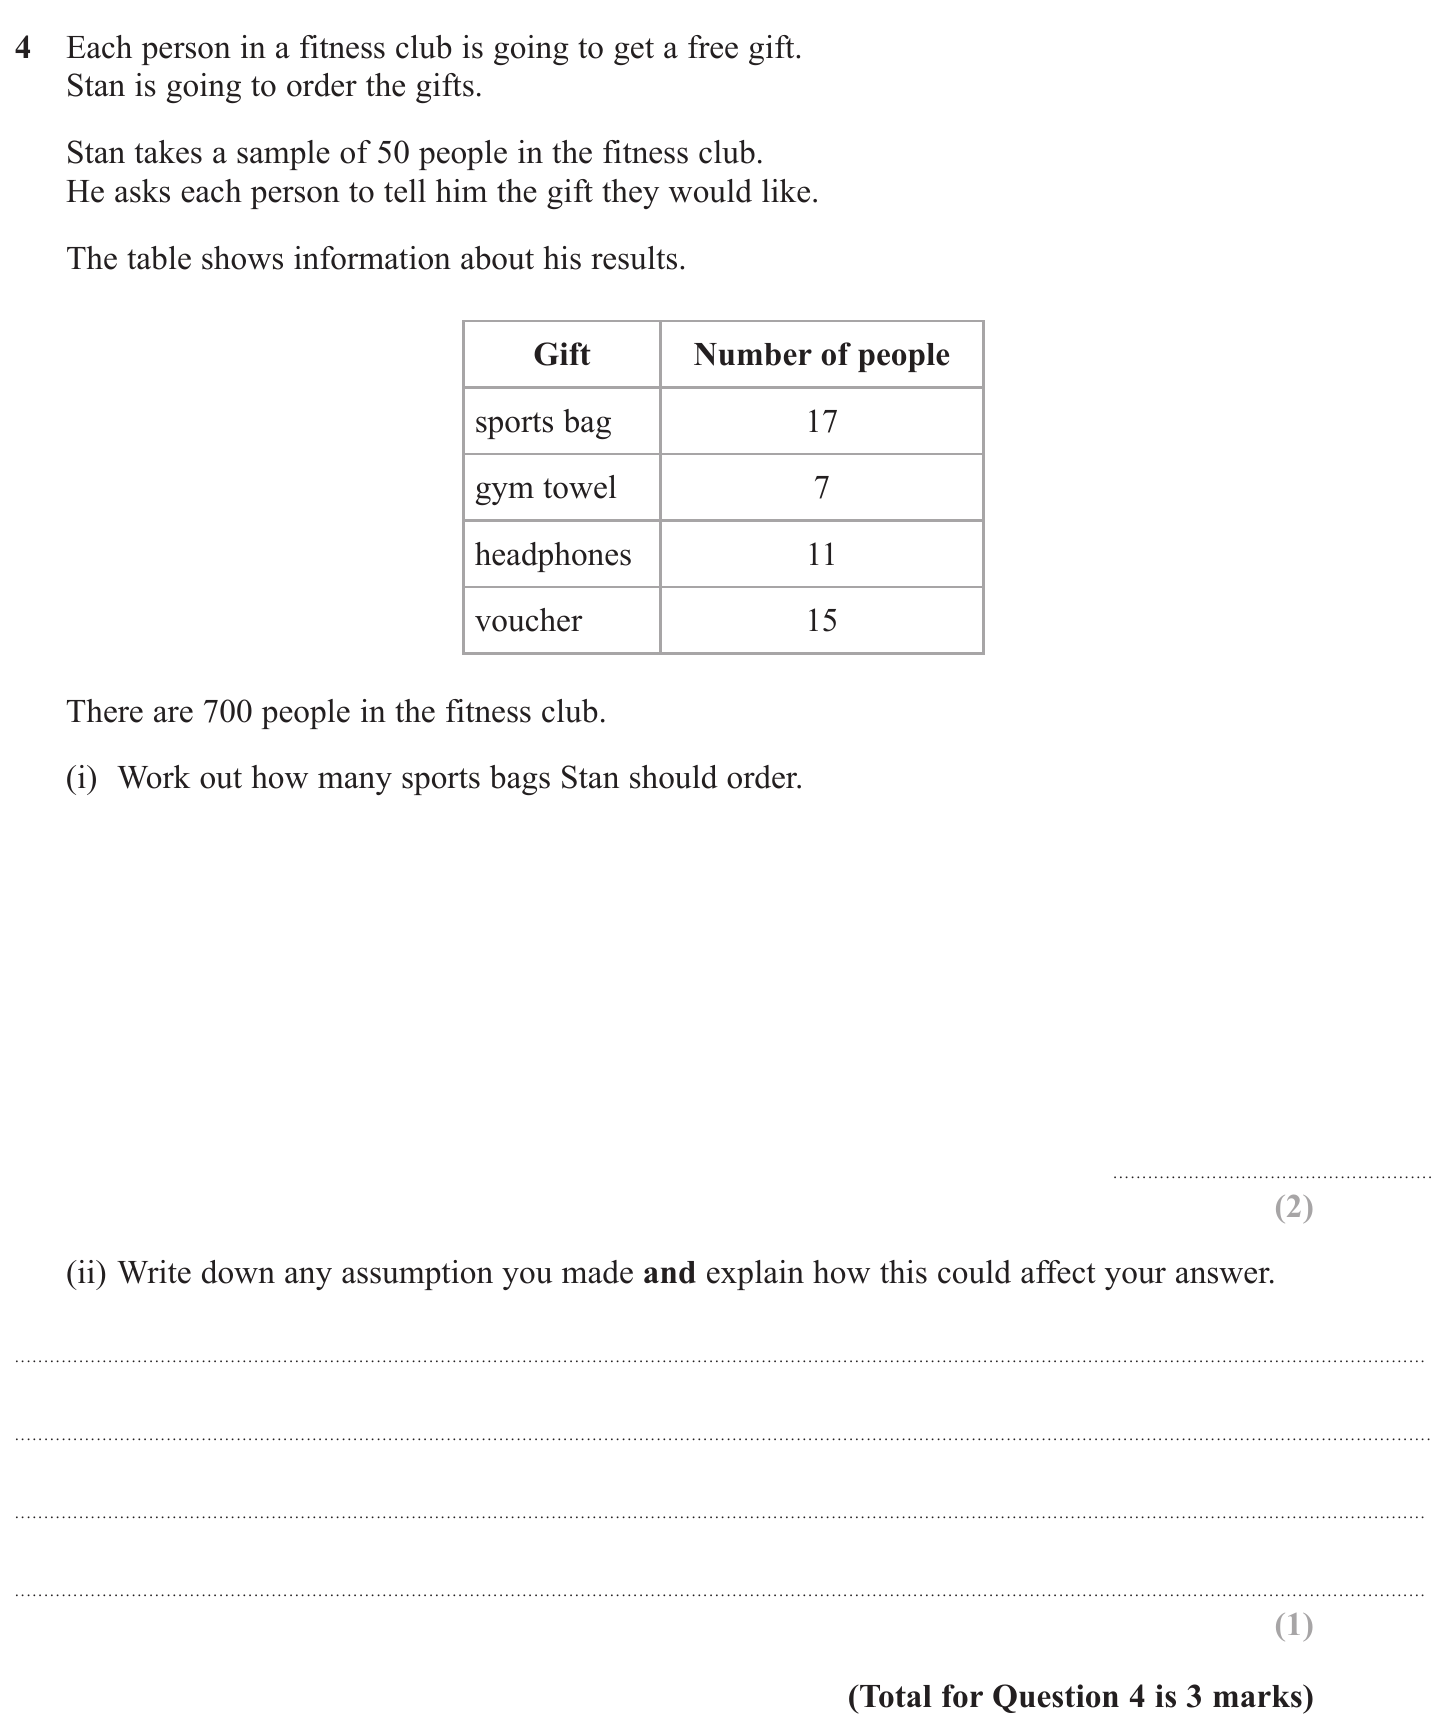 4 Each person in a fitness club is going to get a free gift.
Stan is going to order the gifts.
Stan takes a sample of 50 people in the fitness club.
He asks each person to tell him the gift they would like.
The table shows information about his results.
Gift Number of people
sports bag 17
gym towel 7
headphones 11
voucher 15
There are 700 people in the fitness club.
(i) Work out how many sports bags Stan should order.
(2)
(ii) Write down any assumption you made and explain how this could affect your answer.
(1)
(Total for Question 4 is 3 marks)